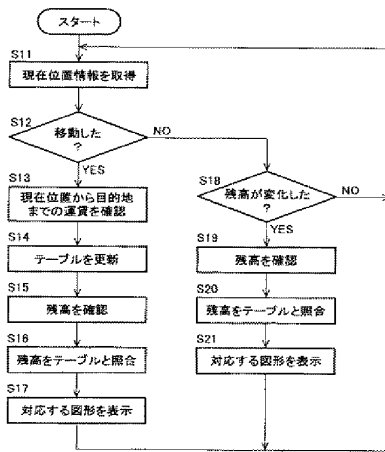 スタート
S11
現在位置情報を取得
S12
移動した
?
NO
YES
S13
現在位置から目的地
までの運賃を確認
S14
テーブルを更新
S15
残高を確認
S16
残高をテーブルと照合
S17
対応する図形を表示
S18
残高が変化した
?
NO
YES
S19
残高を確認
S20
残高をテーブルと照合
S21
対応する図形を表示